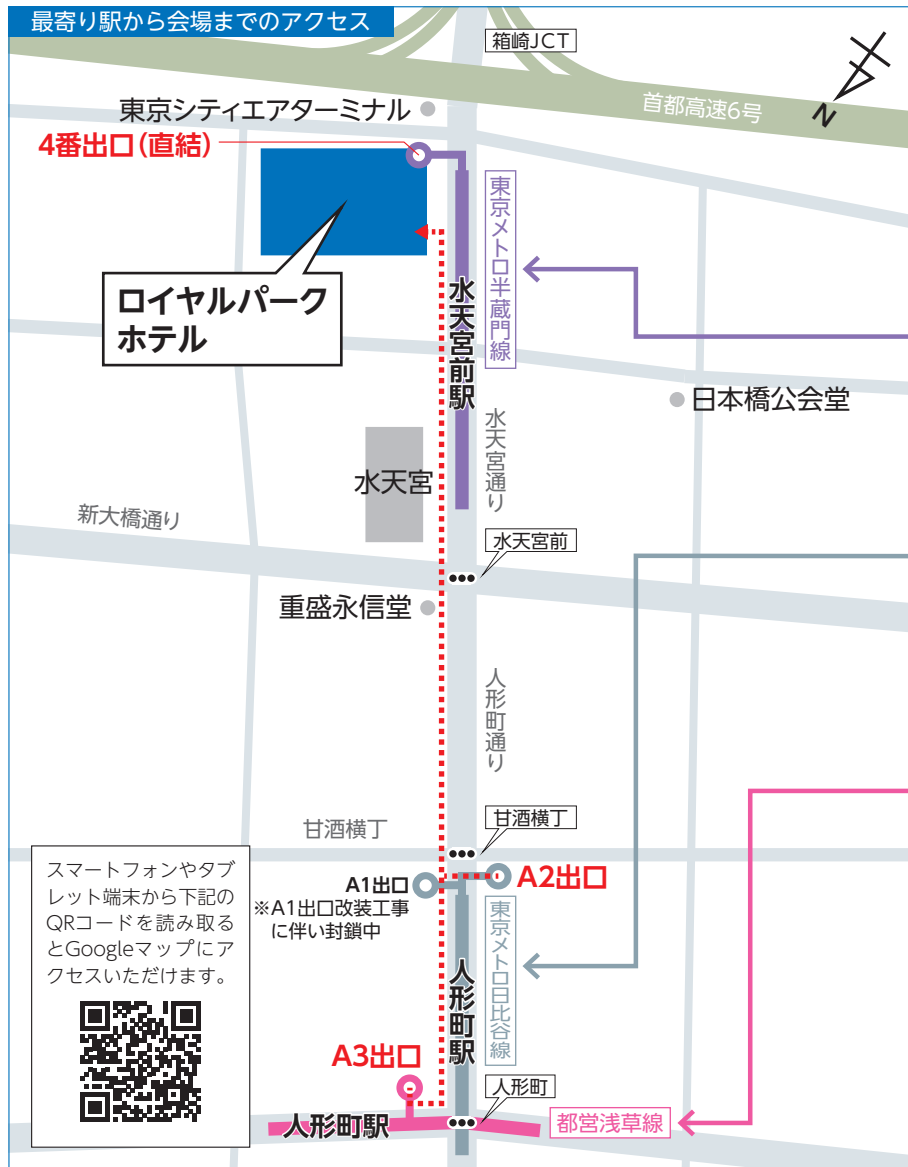 最寄り駅から会場までのアクセス
箱崎JCT
首都高速6号
N
東京シティエアターミナル
4番出口(直結)
東京メトロ半蔵門線
ロイヤルパーク
ホテル
水天宮前駅
日本橋公会堂
水天宮通り
水天宮
新大橋通り
水天宮前
重盛永信堂
人形町通り
甘酒横丁
甘酒横丁
A1出口
※A1出口改装工事
に伴い封鎖中
A2出口
東京メトロ日比谷線
人形町駅
スマートフォンやタブ
レット端末から下記の
QRコードを読み取る
とGoogleマップにア
クセスいただけます。
A3出口
人形町
人形町駅
都営浅草線